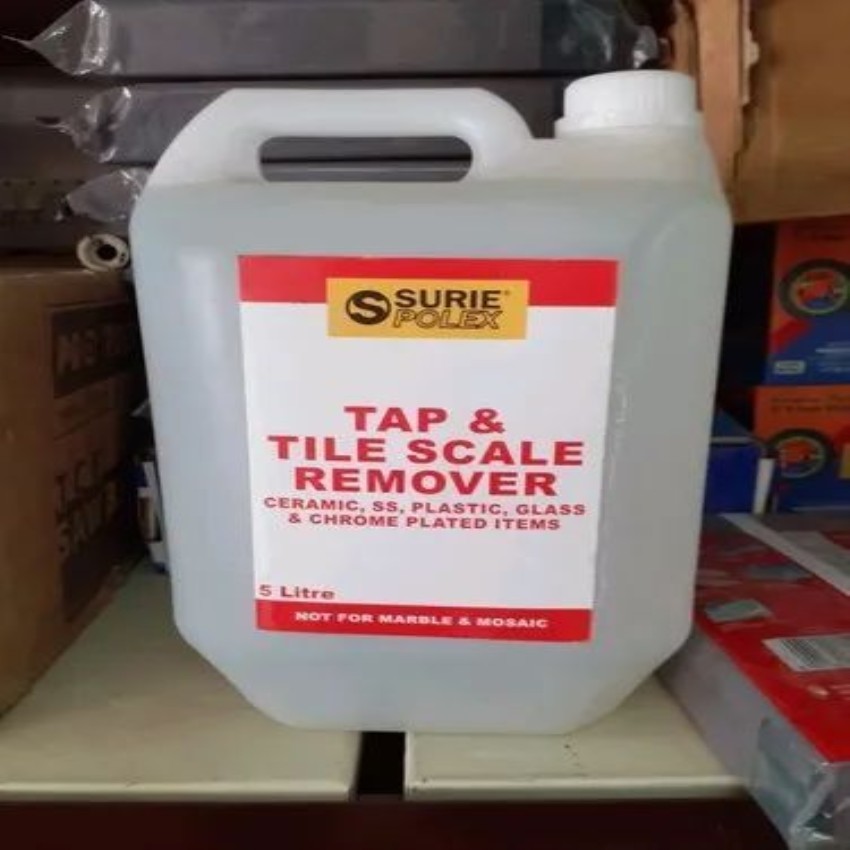 SURIE®
POLEX
TAP &
TILE SCALE
REMOVER
CERAMIC, SS, PLASTIC, GLASS
& CHROME PLATED ITEMS
5 Litre
NOT FOR MARBLE & MOSAIC